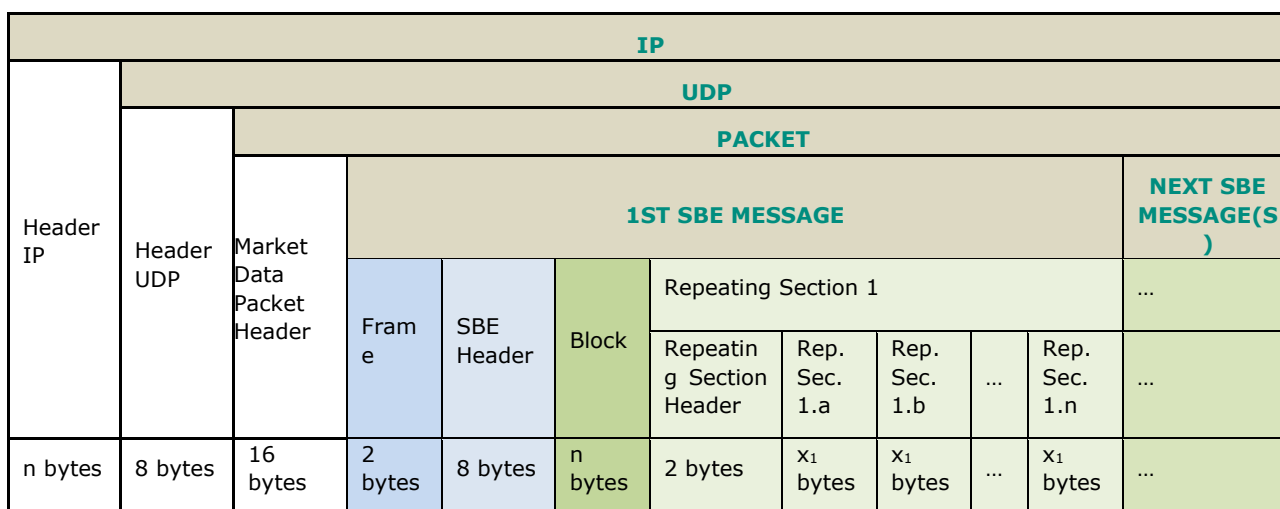 IP
UDP
PACKET
Header
IP
Header
UDP
Market
Data
Packet
Header
1ST SBE MESSAGE
NEXT SBE
MESSAGE(S
)
Fram
e
SBE
Header
Block
Repeating Section 1
…
Repeatin
g Section
Header
Rep.
Sec.
1.a
Rep.
Sec.
1.b
…
Rep.
Sec.
1.n
…
n bytes
8 bytes
16
bytes
2
bytes
8 bytes
n
bytes
2 bytes
x₁
bytes
x₁
bytes
…
x₁
bytes
…